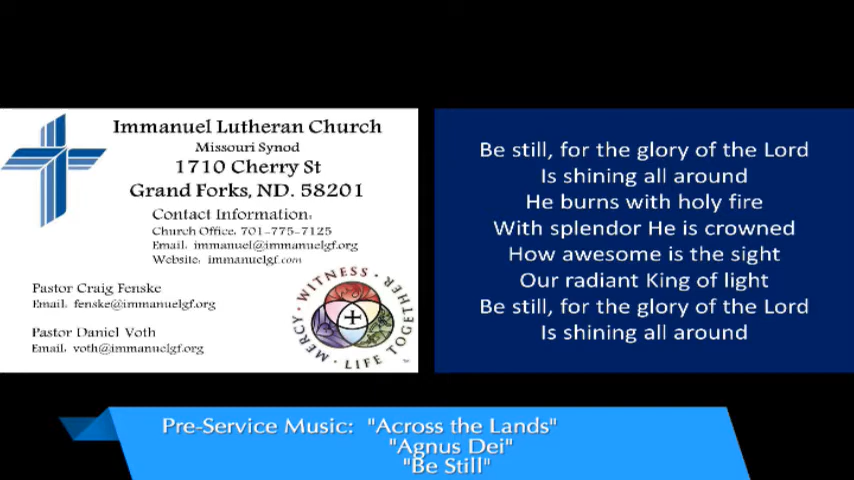 Immanuel Lutheran Church
Missouri Synod
1710 Cherry St
Grand Forks, ND. 58201
Contact Information:
Church Office: 701-775-7125
Email: immanuel@immanuelgf.org
Website: immanuelgf.com
Pastor Craig Fenske
Email: fenske@immanuelgf.org
Pastor Daniel Voth
Email: voth@immanuelgf.org
WITNESS · MERCY · LIFE TOGETHER
Be still, for the glory of the Lord
Is shining all around
He burns with holy fire
With splendor He is crowned
How awesome is the sight
Our radiant King of light
Be still, for the glory of the Lord
Is shining all around
Pre-Service Music: "Across the Lands"
"Agnus Dei"
"Be Still"